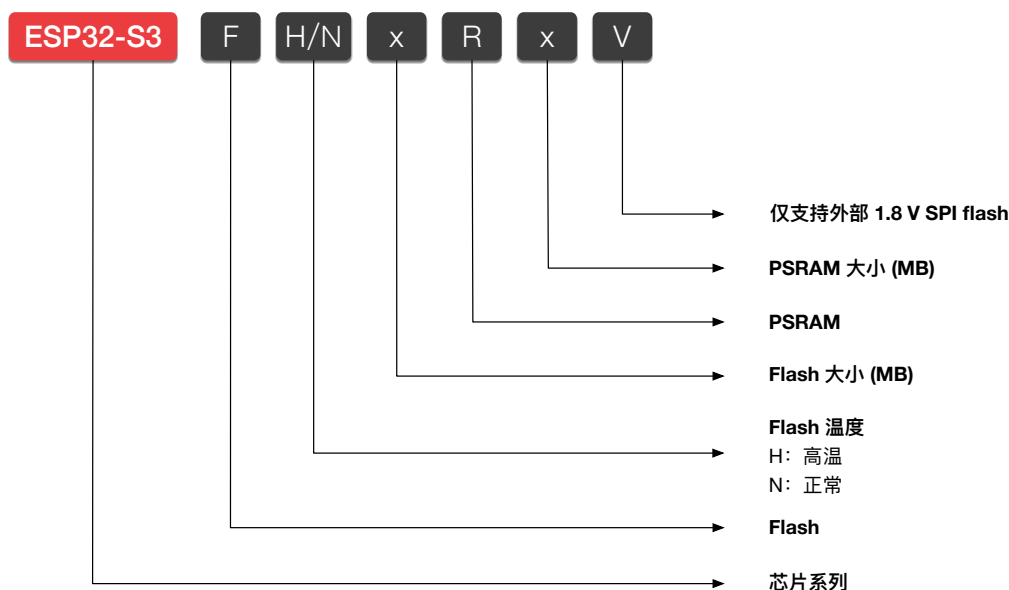 ESP32-S3 F H/N x R x V
仅支持外部 1.8 V SPI flash
PSRAM 大小 (MB)
PSRAM
Flash 大小 (MB)
Flash 温度
H：高温
N：正常
Flash
芯片系列